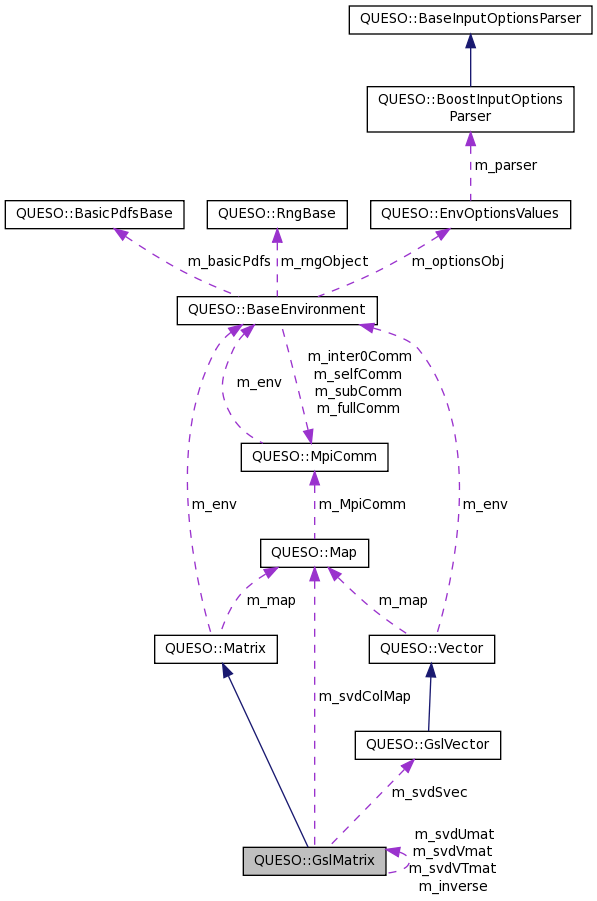 QUESO::BaseInputOptionsParser
QUESO::BoostInputOptions
Parser
m_parser
QUESO::BasicPdfsBase
QUESO::RngBase
QUESO::EnvOptionsValues
m_basicPdfs
m_rngObject
m_optionsObj
QUESO::BaseEnvironment
m_inter0Comm
m_selfComm
m_subComm
m_fullComm
m_env
QUESO::MpiComm
m_env
m_MpiComm
m_env
QUESO::Map
m_map
m_map
QUESO::Matrix
QUESO::Vector
m_svdColMap
QUESO::GslVector
m_svdSvec
QUESO::GslMatrix
m_svdUmat
m_svdVmat
m_svdVTmat
m_inverse